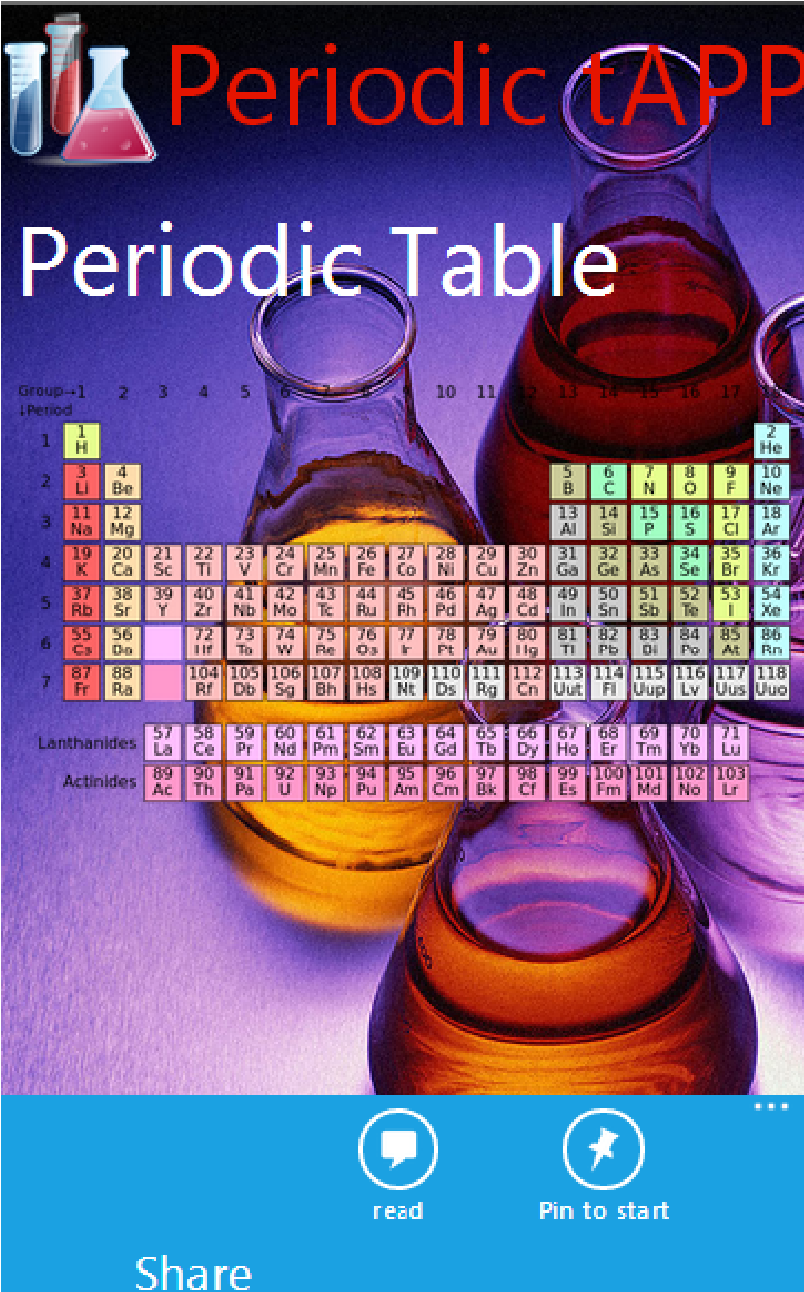 Periodic tAPP
Periodic Table
Group→1 2 3 4 5 6 7 8 9 10 11 12 13 14 15 16 17 18
↓Period
1 1 2
H He
2 3 4 5 6 7 8 9 10
Li Be B C N O F Ne
3 11 12 13 14 15 16 17 18
Na Mg Al Si P S Cl Ar
4 19 20 21 22 23 24 25 26 27 28 29 30 31 32 33 34 35 36
K Ca Sc Ti V Cr Mn Fe Co Ni Cu Zn Ga Ge As Se Br Kr
5 37 38 39 40 41 42 43 44 45 46 47 48 49 50 51 52 53 54
Rb Sr Y Zr Nb Mo Tc Ru Rh Pd Ag Cd In Sn Sb Te I Xe
6 55 56 72 73 74 75 76 77 78 79 80 81 82 83 84 85 86
Cs Ba Hf Ta W Re Os Ir Pt Au Hg Tl Pb Bi Po At Rn
7 87 88 104 105 106 107 108 109 110 111 112 113 114 115 116 117 118
Fr Ra Rf Db Sg Bh Hs Ds Rg Cn Uut Fl Uup Lv Uus Uuo
Lanthanides 57 58 59 60 61 62 63 64 65 66 67 68 69 70 71
La Ce Pr Nd Pm Sm Eu Gd Tb Dy Ho Er Tm Yb Lu
Actinides 89 90 91 92 93 94 95 96 97 98 99 100 101 102 103
Ac Th Pa U Np Pu Am Cm Bk Cf Es Fm Md No Lr
read Pin to start
Share